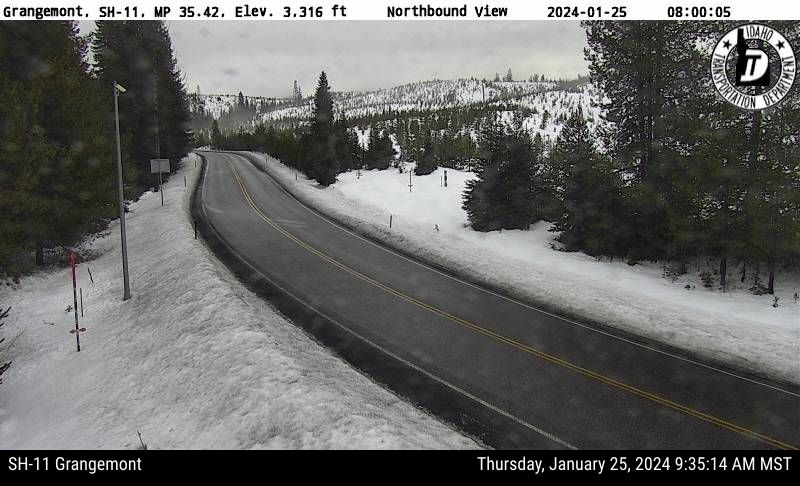 Grangemont, SH-11, MP 35.42, Elev. 3,316 ft Northbound View 2024-01-25 08:00:05
IDAHO
TRANSPORTATION DEPARTMENT
SH-11 Grangemont Thursday, January 25, 2024 9:35:14 AM MST